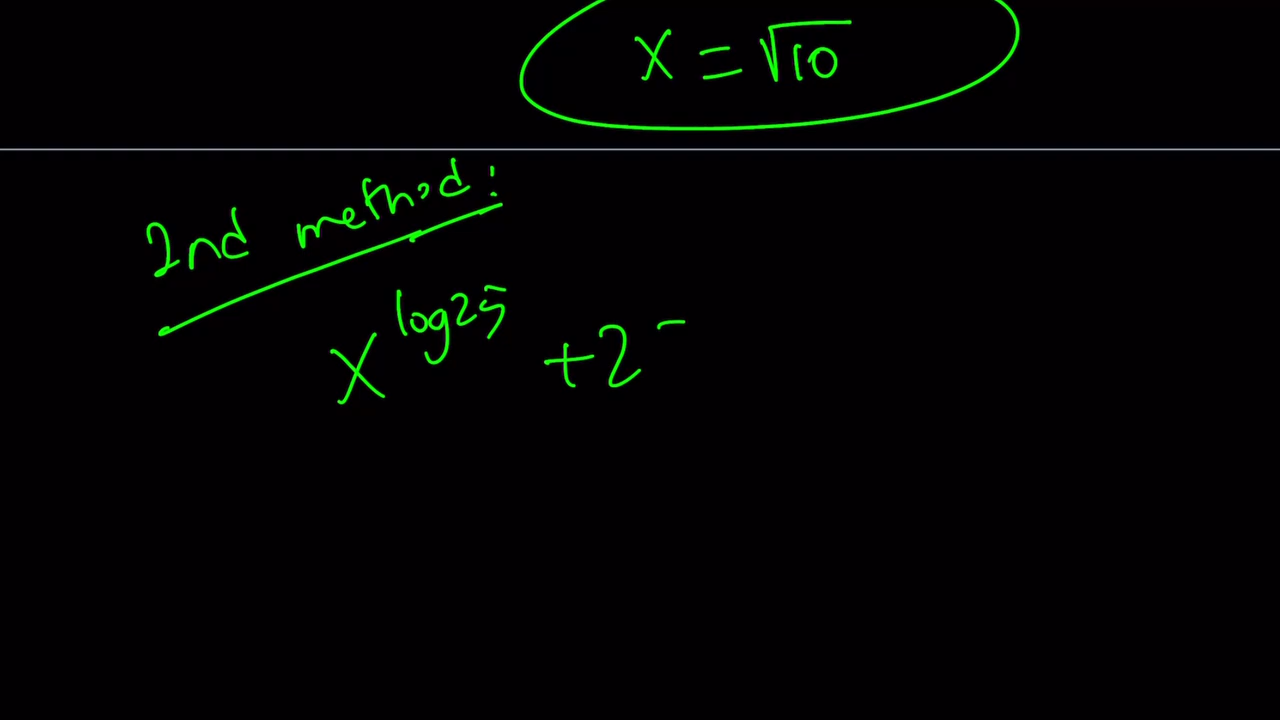 x = √10
2nd method:
x^log25 + 2